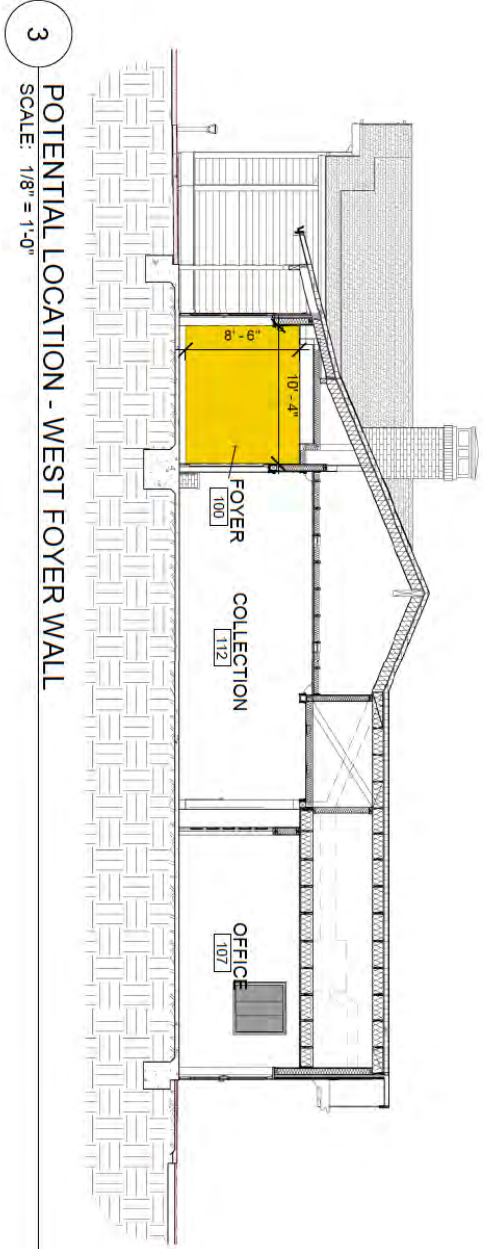 8' - 6"
10' - 4"
FOYER
100
COLLECTION
112
OFFICE
107
3
POTENTIAL LOCATION - WEST FOYER WALL
SCALE: 1/8" = 1'-0"